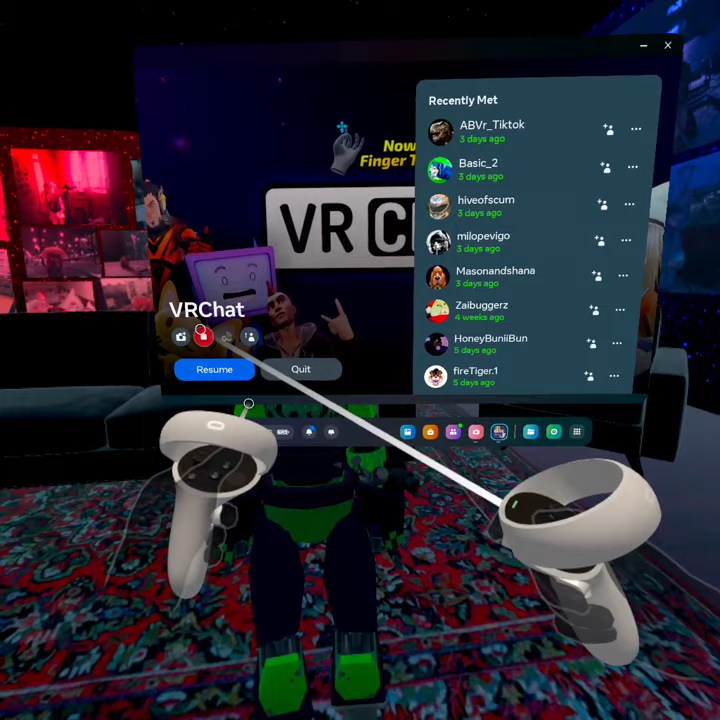 Recently Met
ABVr_Tiktok
3 days ago
Basic_2
3 days ago
hiveofscum
3 days ago
milopevigo
3 days ago
Masonandshana
3 days ago
Zaibuggerz
4 weeks ago
HoneyBuniiBun
5 days ago
fireTiger.1
5 days ago
Now
Finger T
VR C
VRChat
Resume
Quit